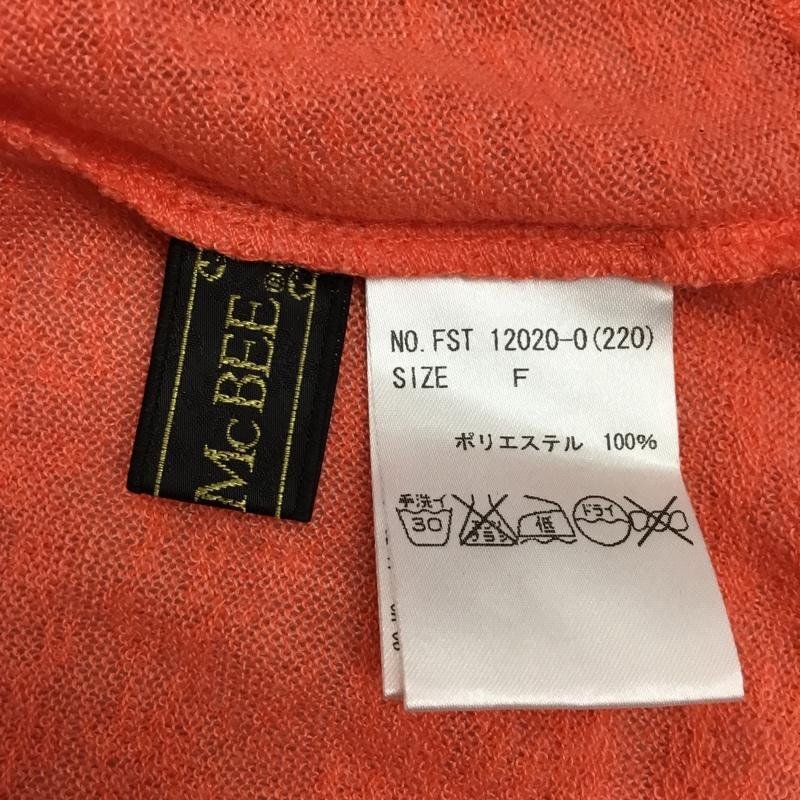 McBEE®
NO. FST 12020-0(220)
SIZE F
ポリエステル 100%
手洗イ
30
低
ドライ